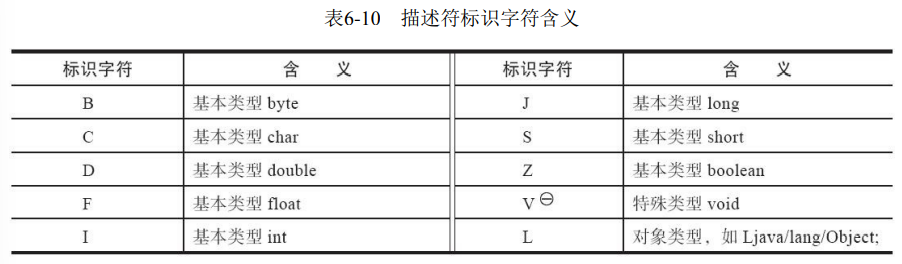 表6-10 描述符标识字符含义
标识字符 含 义 标识字符 含 义
B 基本类型 byte J 基本类型 long
C 基本类型 char S 基本类型 short
D 基本类型 double Z 基本类型 boolean
F 基本类型 float V㊀ 特殊类型 void
I 基本类型 int L 对象类型，如 Ljava/lang/Object;